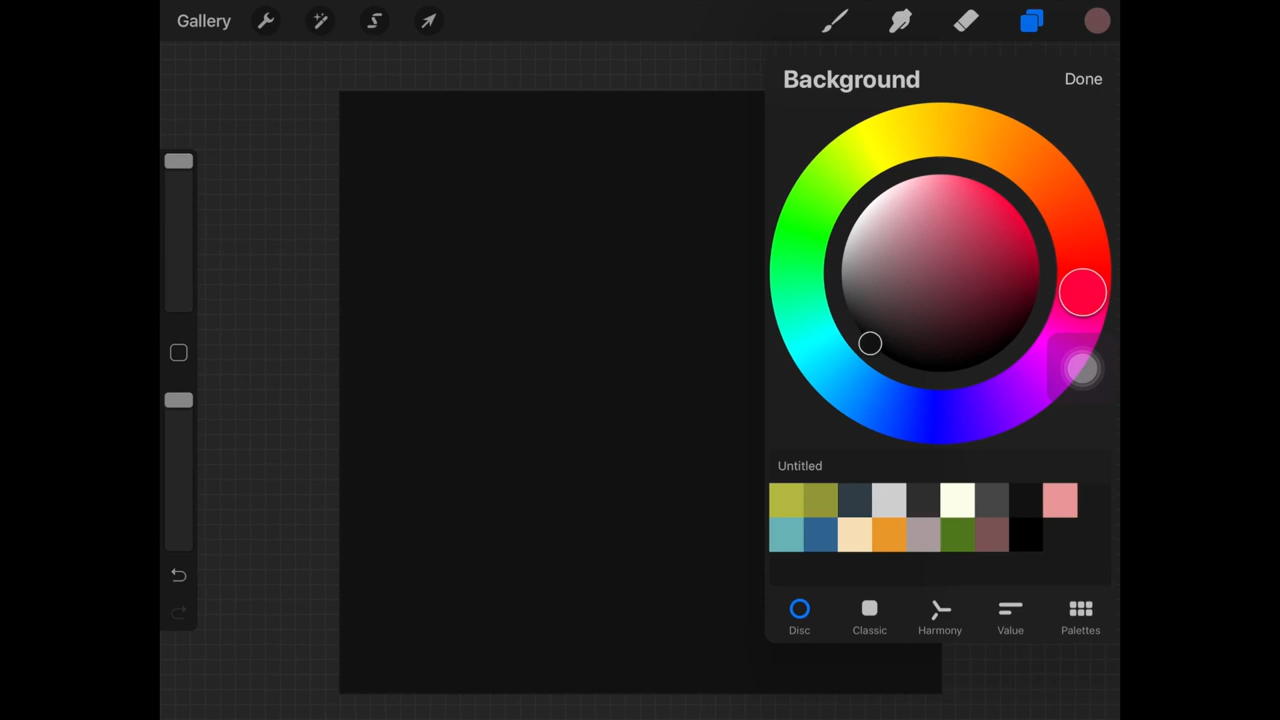 Gallery
Background Done
Untitled
Disc Classic Harmony Value Palettes